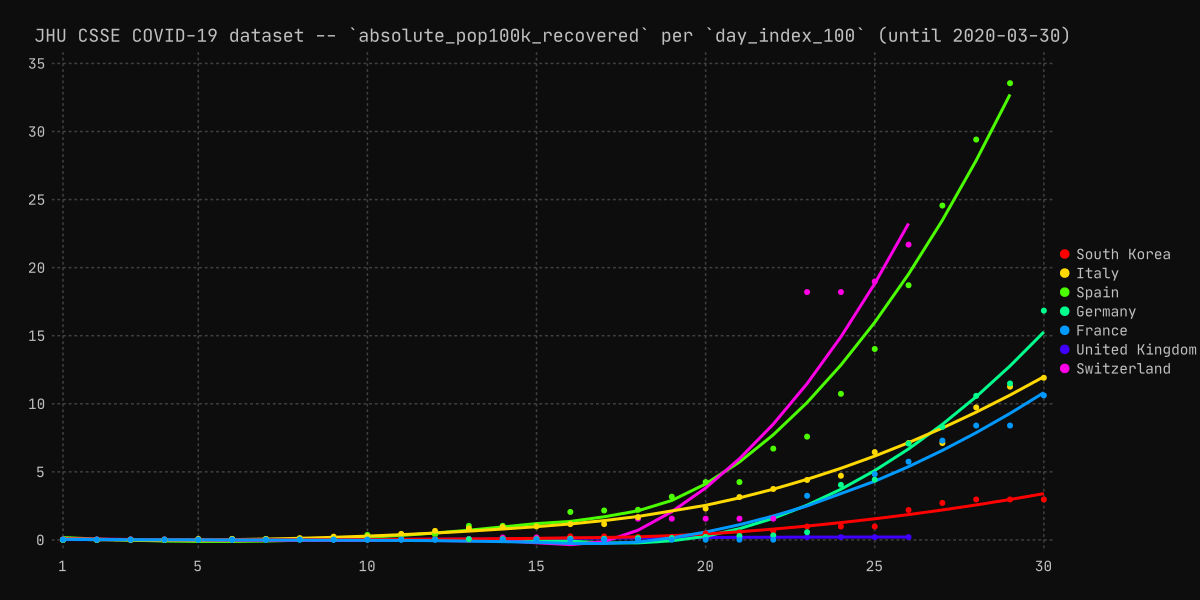 JHU CSSE COVID-19 dataset -- `absolute_pop100k_recovered` per `day_index_100` (until 2020-03-30)
35
30
25
20
15
10
5
0
1 5 10 15 20 25 30
South Korea
Italy
Spain
Germany
France
United Kingdom
Switzerland